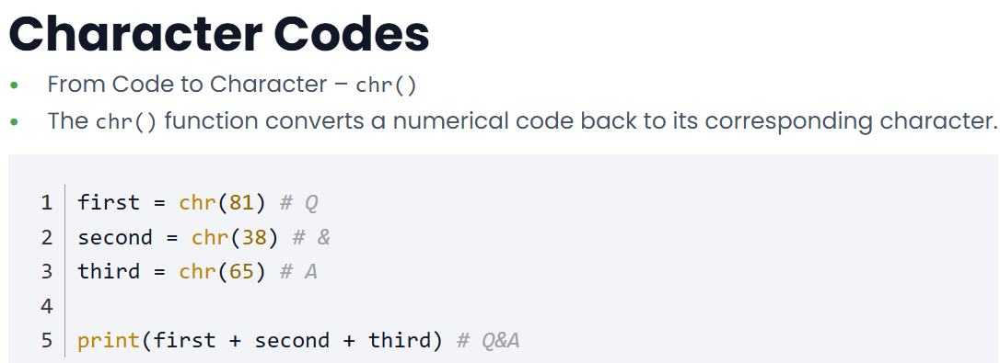 Character Codes
• From Code to Character – chr()
• The chr() function converts a numerical code back to its corresponding character.
1 first = chr(81) # Q
2 second = chr(38) # &
3 third = chr(65) # A
4
5 print(first + second + third) # Q&A